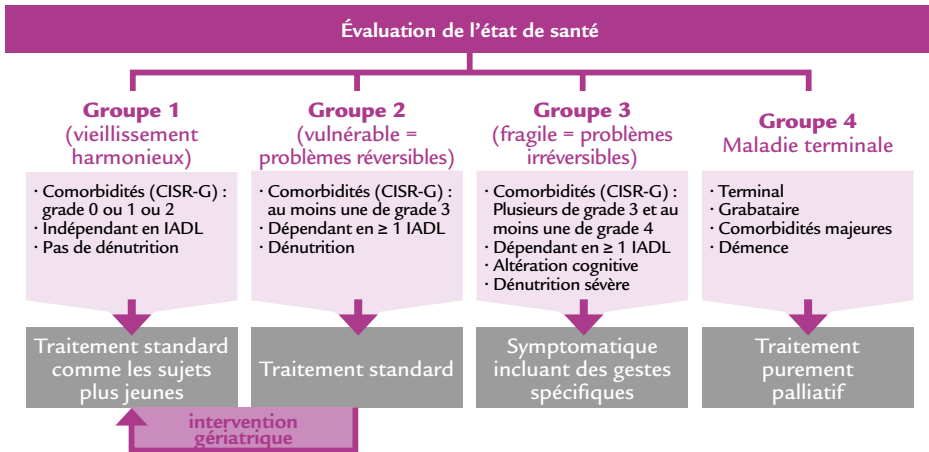 Évaluation de l'état de santé
Groupe 1
(vieillissement
harmonieux)
· Comorbidités (CISR-G) :
grade 0 ou 1 ou 2
· Indépendant en IADL
· Pas de dénutrition
Traitement standard
comme les sujets
plus jeunes
Groupe 2
(vulnérable =
problèmes réversibles)
· Comorbidités (CISR-G) :
au moins une de grade 3
· Dépendant en ≥ 1 IADL
· Dénutrition
Traitement standard
intervention
gériatrique
Groupe 3
(fragile = problèmes
irréversibles)
· Comorbidités (CISR-G) :
Plusieurs de grade 3 et au
moins une de grade 4
· Dépendant en ≥ 1 IADL
· Altération cognitive
· Dénutrition sévère
Symptomatique
incluant des gestes
spécifiques
Groupe 4
Maladie terminale
· Terminal
· Grabataire
· Comorbidités majeures
· Démence
Traitement
purement
palliatif